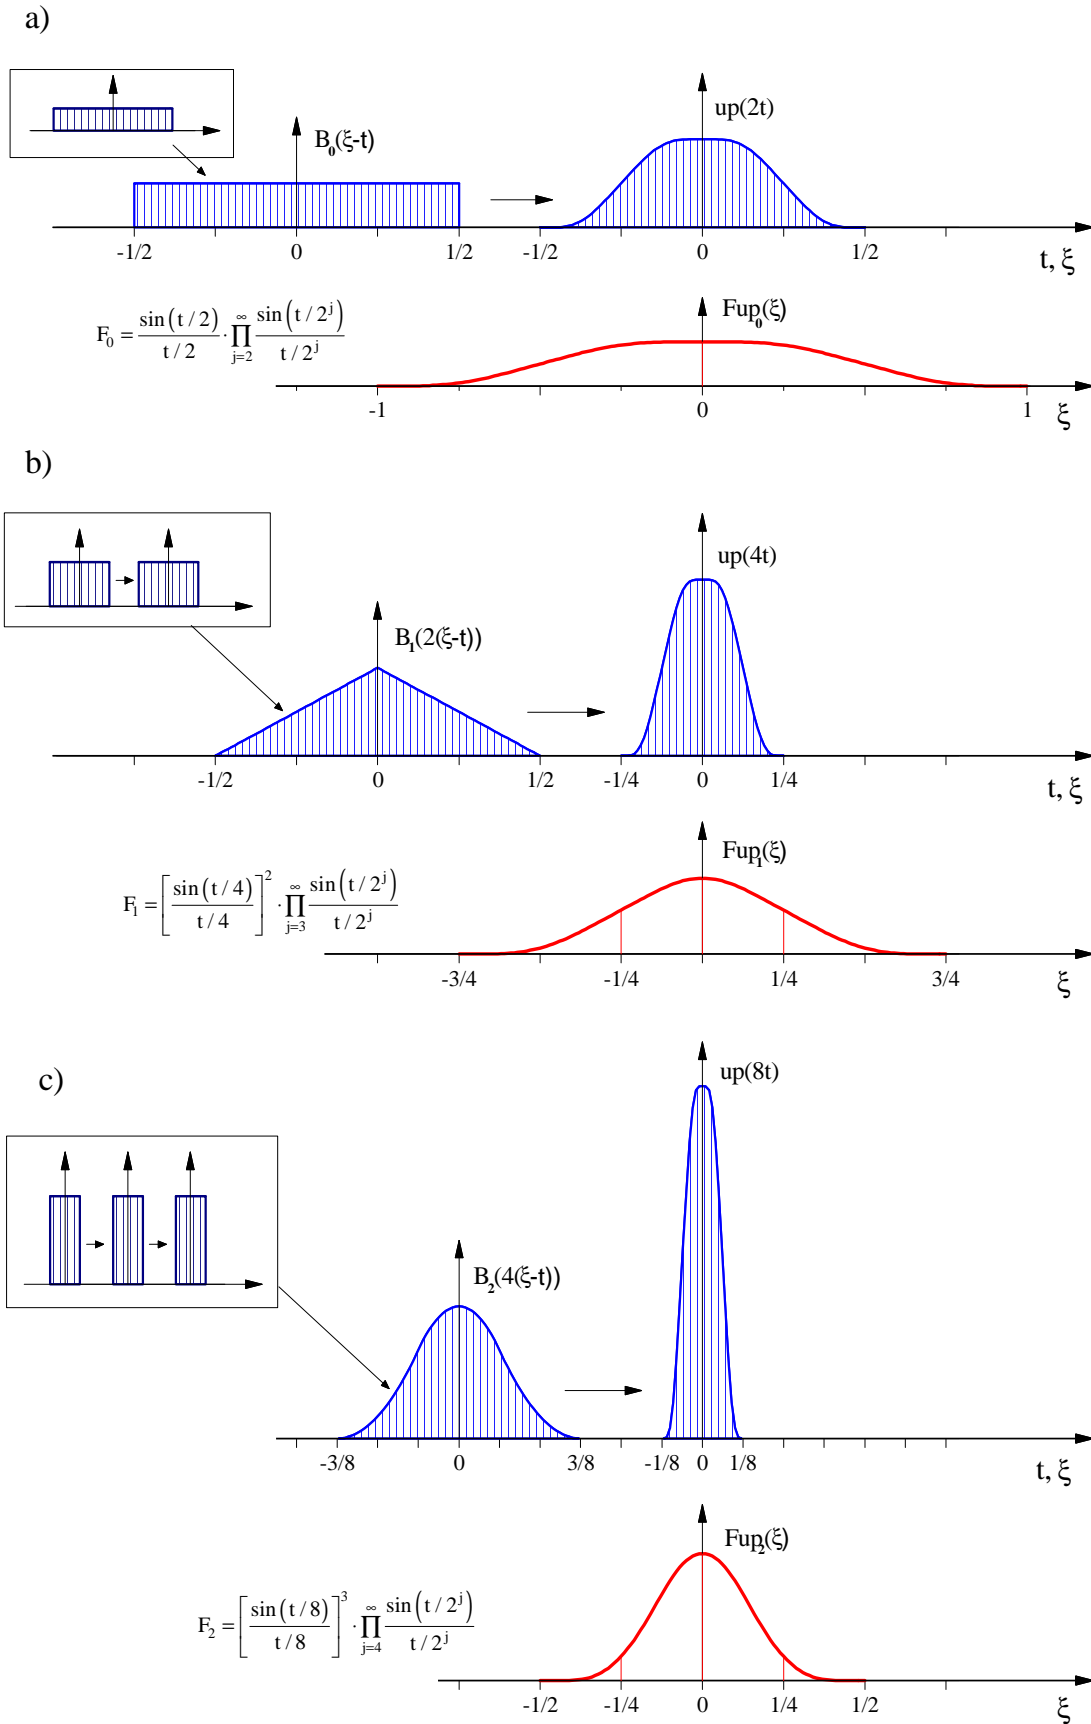 a)
B₀(ξ-t)
up(2t)
-1/2 0 1/2 -1/2 0 1/2
t, ξ
F₀ = sin(t/2) / (t/2) · ∏_{j=2}^{∞} sin(t/2^j) / (t/2^j)
Fup₀(ξ)
-1 0 1
ξ
b)
up(4t)
B₁(2(ξ-t))
-1/2 0 1/2 -1/4 0 1/4
t, ξ
Fup₁(ξ)
F₁ = [sin(t/4) / (t/4)]² · ∏_{j=3}^{∞} sin(t/2^j) / (t/2^j)
-3/4 -1/4 1/4 3/4
ξ
c)
up(8t)
B₂(4(ξ-t))
-3/8 0 3/8 -1/8 0 1/8
t, ξ
Fup₂(ξ)
F₂ = [sin(t/8) / (t/8)]³ · ∏_{j=4}^{∞} sin(t/2^j) / (t/2^j)
-1/2 -1/4 0 1/4 1/2
ξ